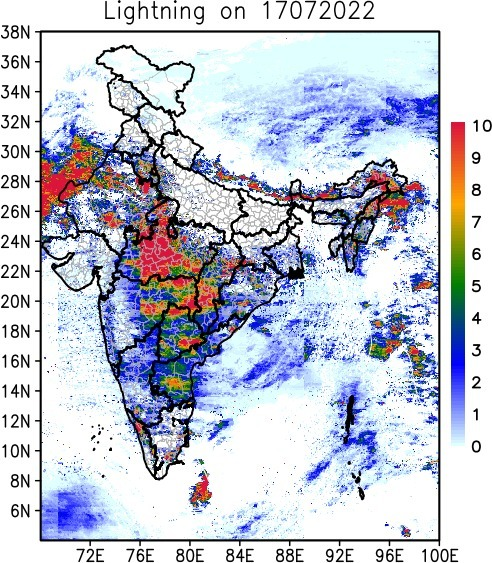 Lightning on 17072022
38N
36N
34N
32N
30N
28N
26N
24N
22N
20N
18N
16N
14N
12N
10N
8N
6N
72E 76E 80E 84E 88E 92E 96E 100E
10
9
8
7
6
5
4
3
2
1
0